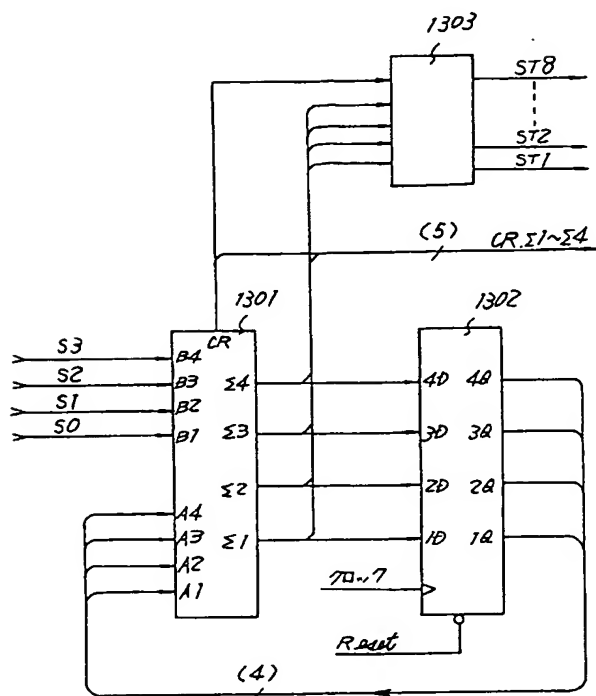 1303
ST8
ST2
ST1
(5)
CR.Σ1~Σ4
1301
1302
CR
S3
S2
S1
S0
B4
B3
B2
B1
A4
A3
A2
A1
Σ4
Σ3
Σ2
Σ1
4D
3D
2D
1D
4Q
3Q
2Q
1Q
クロック
Reset
(4)